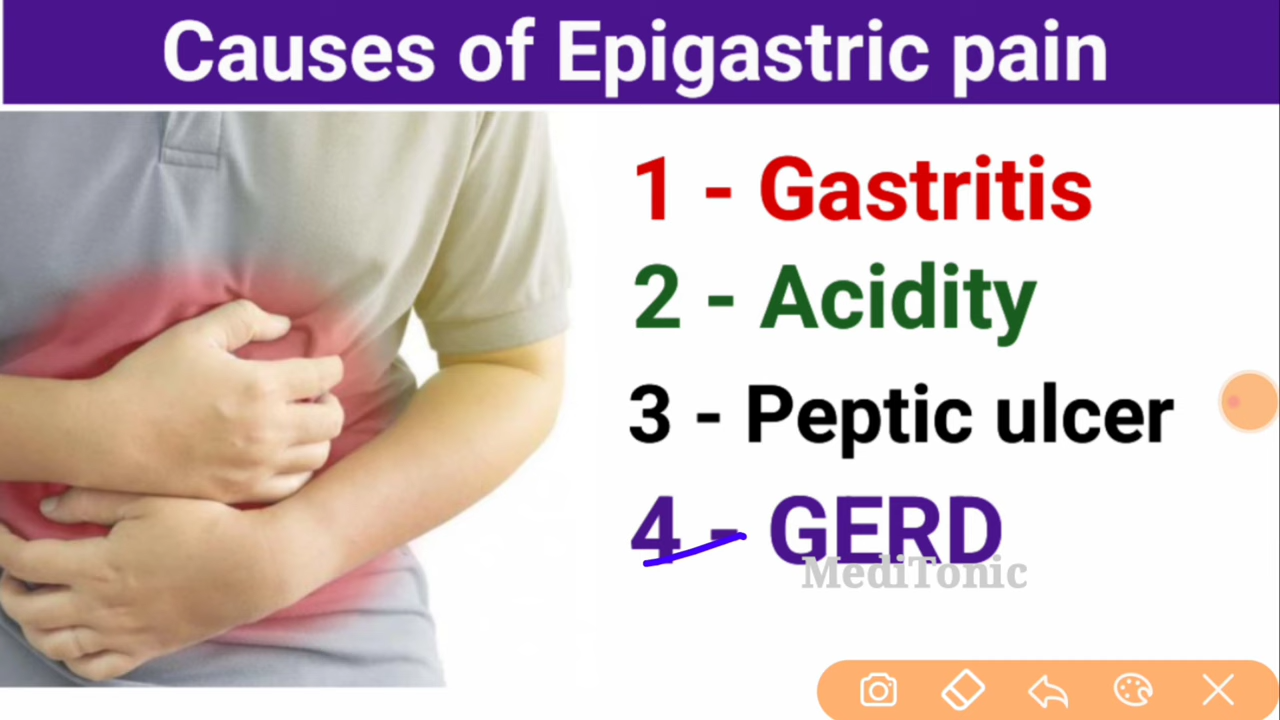 Causes of Epigastric pain
1 - Gastritis
2 - Acidity
3 - Peptic ulcer
4 - GERD
MediTonic